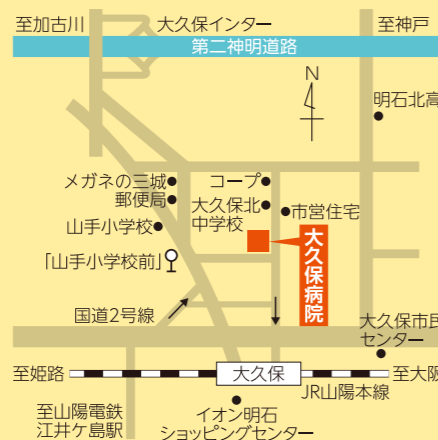 至加古川
大久保インター
至神戸
第二神明道路
N
明石北高
メガネの三城
郵便局
山手小学校
「山手小学校前」
コープ
大久保北
中学校
市営住宅
大久保病院
国道2号線
大久保市民
センター
至姫路
大久保
至大阪
JR山陽本線
至山陽電鉄
江井ケ島駅
イオン明石
ショッピングセンター